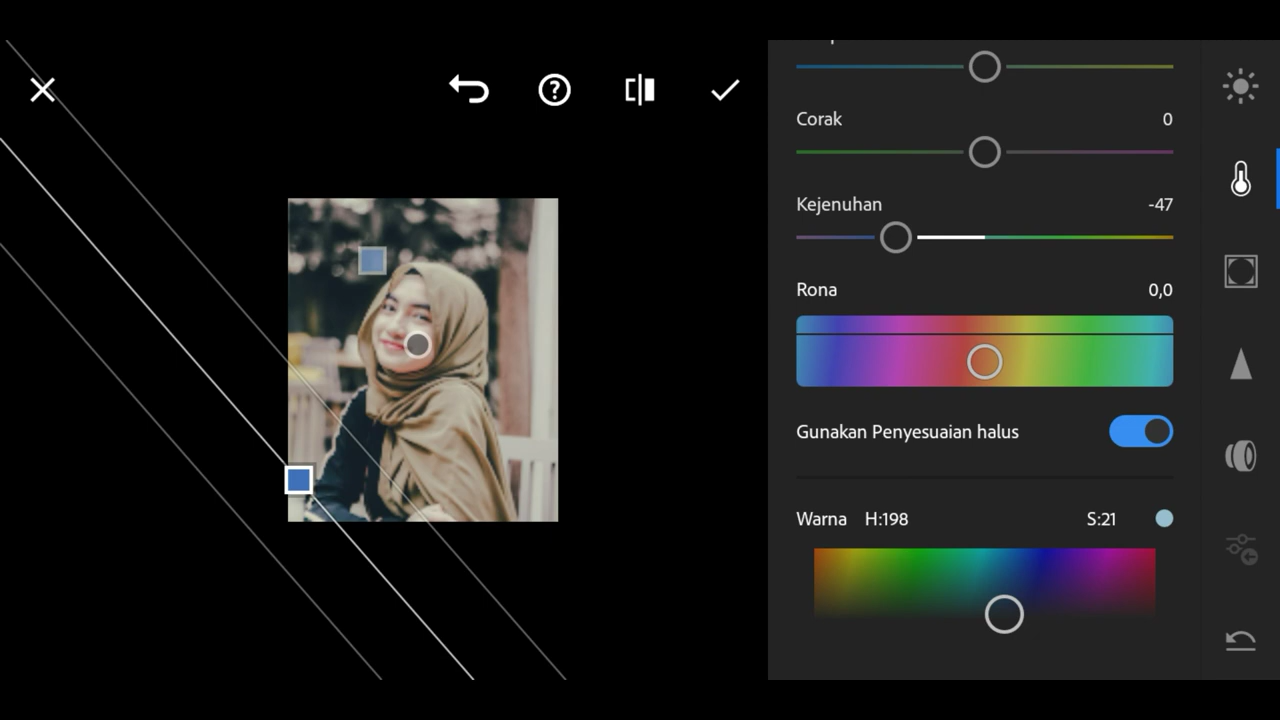 Corak 0
Kejenuhan -47
Rona 0,0
Gunakan Penyesuaian halus
Warna H:198 S:21